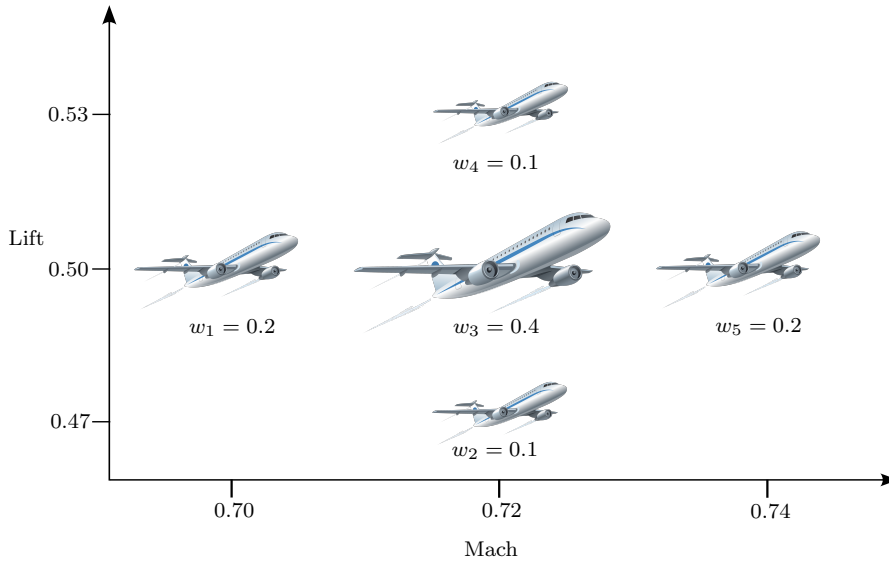 0.53
w₄ = 0.1
Lift
0.50
w₁ = 0.2
w₃ = 0.4
w₅ = 0.2
0.47
w₂ = 0.1
0.70
0.72
0.74
Mach